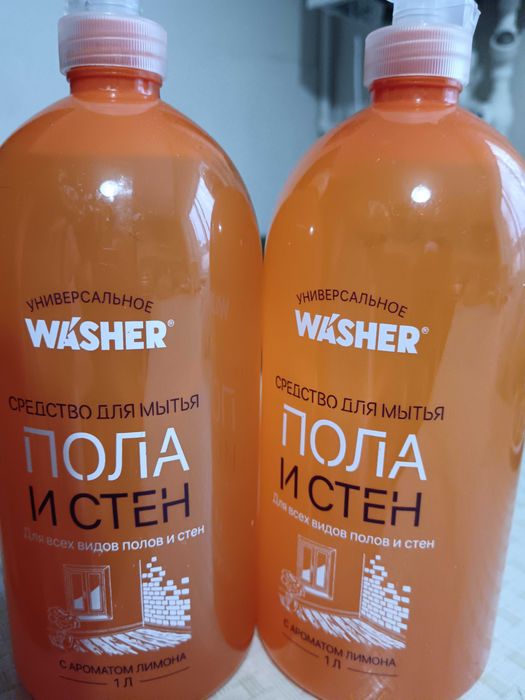 УНИВЕРСАЛЬНОЕ
WASHER®
СРЕДСТВО ДЛЯ МЫТЬЯ
ПОЛА
И СТЕН
Для всех видов полов и стен
С АРОМАТОМ ЛИМОНА
1 Л
УНИВЕРСАЛЬНОЕ
WASHER®
СРЕДСТВО ДЛЯ МЫТЬЯ
ПОЛА
И СТЕН
Для всех видов полов и стен
С АРОМАТОМ ЛИМОНА
1 Л